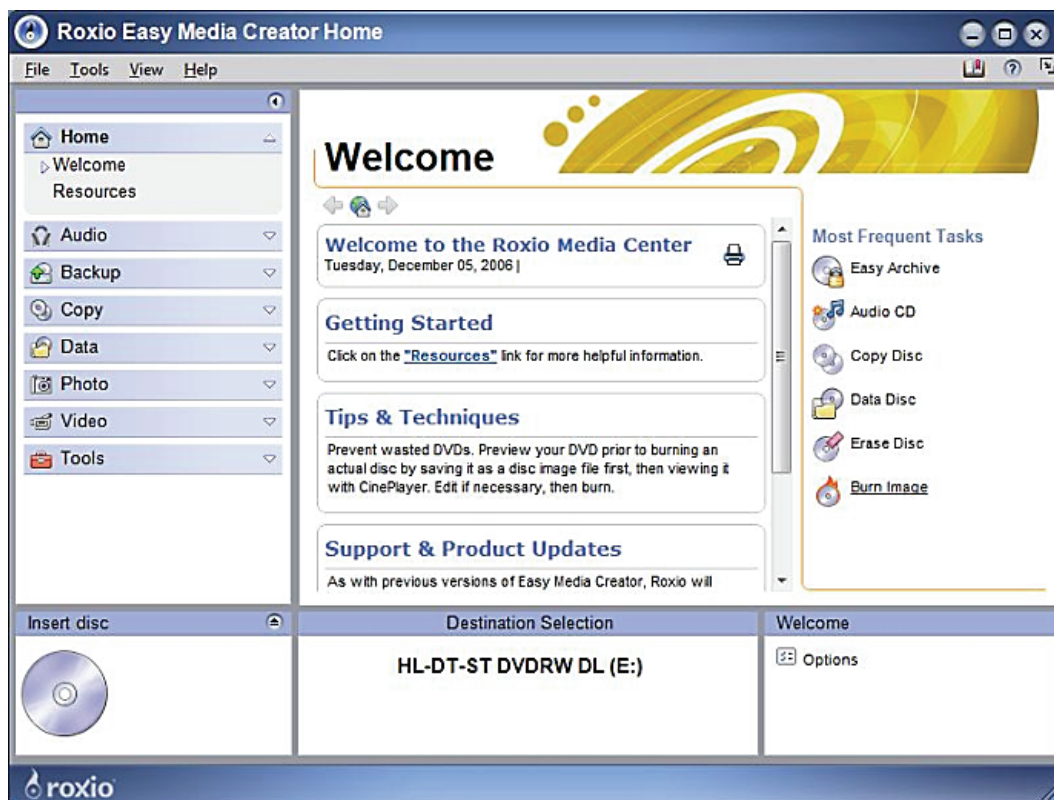 Roxio Easy Media Creator Home
File Tools View Help
Home
Welcome
Resources
Audio
Backup
Copy
Data
Photo
Video
Tools
Welcome
Welcome to the Roxio Media Center
Tuesday, December 05, 2006 |
Getting Started
Click on the "Resources" link for more helpful information.
Tips & Techniques
Prevent wasted DVDs. Preview your DVD prior to burning an
actual disc by saving it as a disc image file first, then viewing it
with CinePlayer. Edit if necessary, then burn.
Support & Product Updates
As with previous versions of Easy Media Creator, Roxio will
Most Frequent Tasks
Easy Archive
Audio CD
Copy Disc
Data Disc
Erase Disc
Burn Image
Insert disc
Destination Selection
HL-DT-ST DVDRW DL (E:)
Welcome
Options
roxio